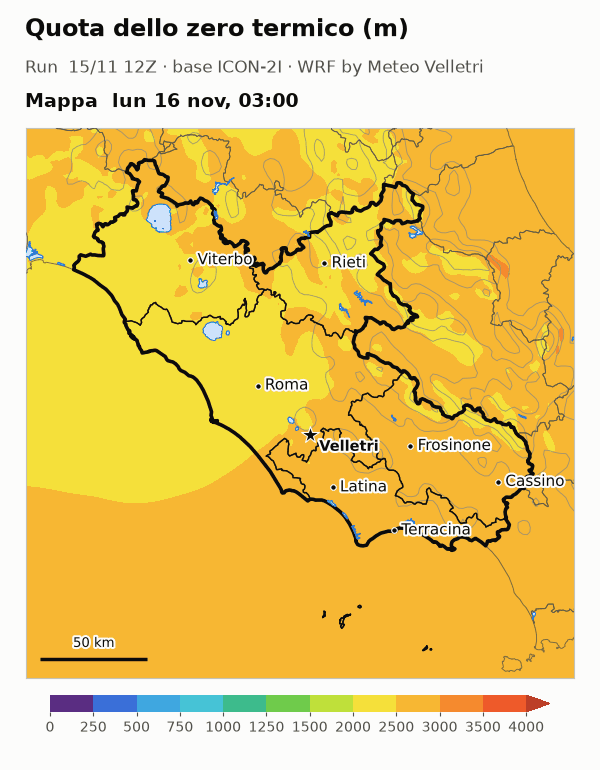 Quota dello zero termico (m)
Run  15/11 12Z · base ICON-2I · WRF by Meteo Velletri
Mappa  lun 16 nov, 03:00
Viterbo
Rieti
Roma
Velletri
Frosinone
Cassino
Latina
Terracina
50 km
0 250 500 750 1000 1250 1500 2000 2500 3000 3500 4000